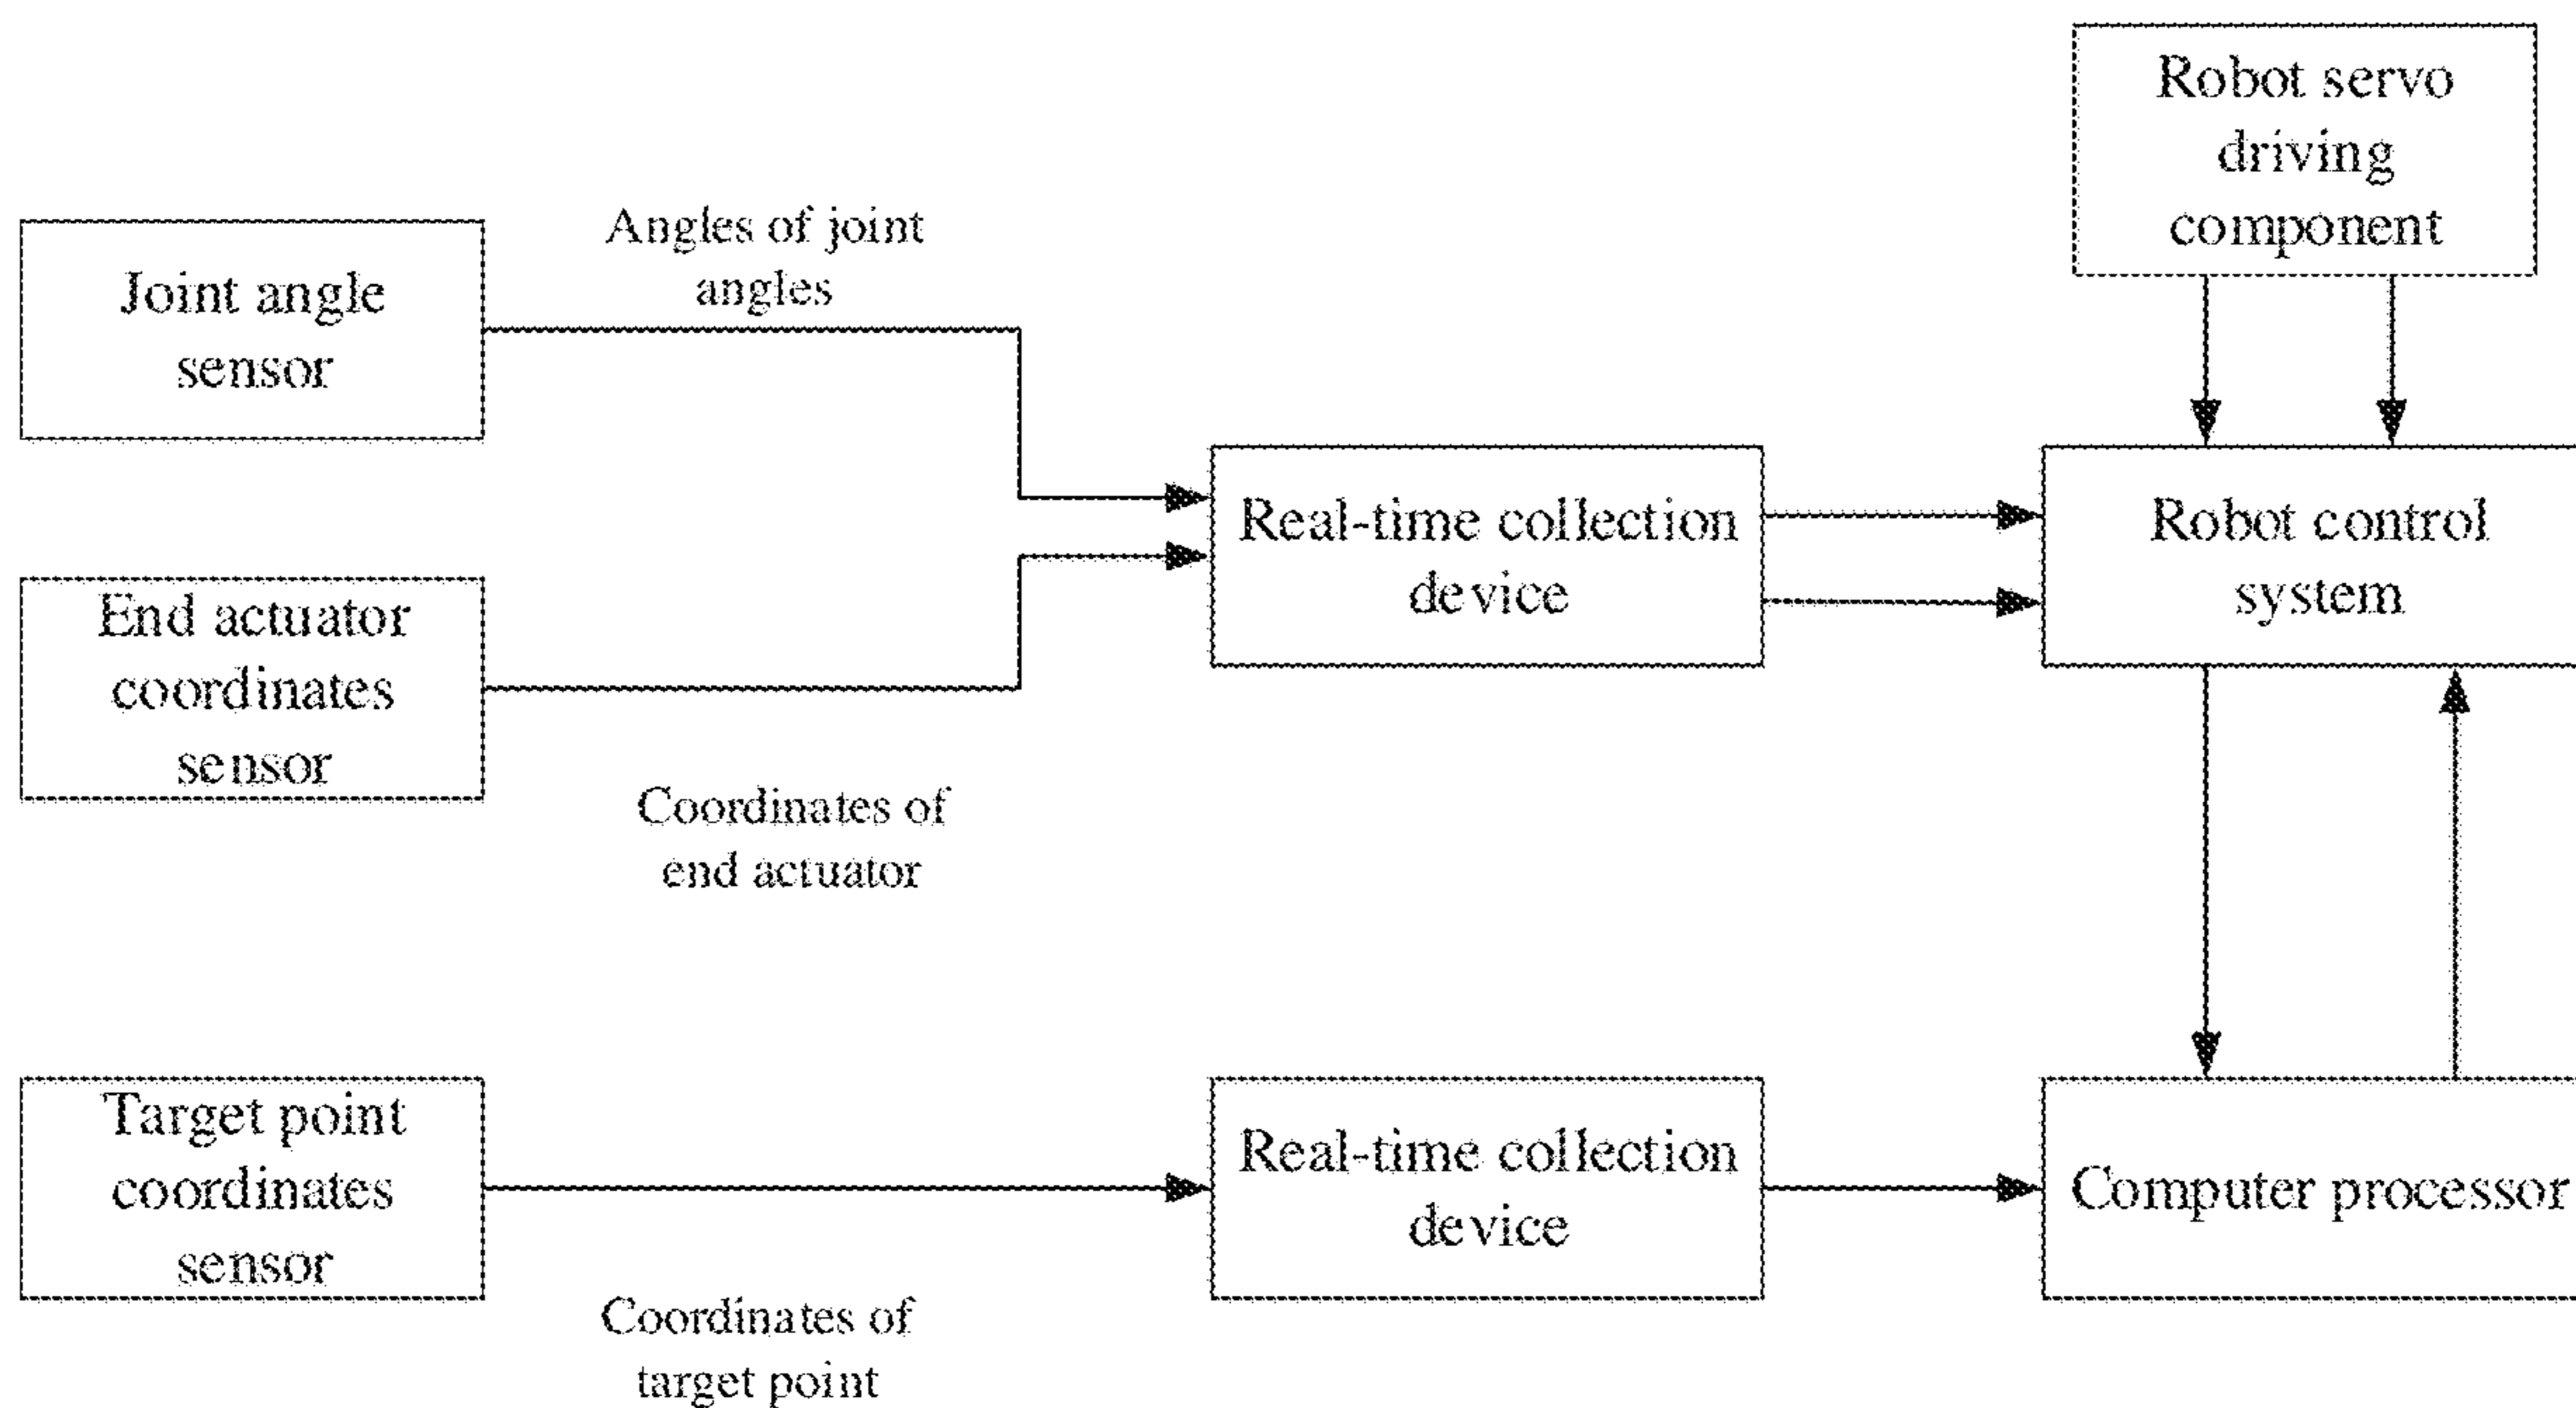 Robot servo
driving
component
Joint angle
sensor
Angles of joint
angles
End actuator
coordinates
sensor
Coordinates of
end actuator
Real-time collection
device
Robot control
system
Target point
coordinates
sensor
Coordinates of
target point
Real-time collection
device
Computer processor